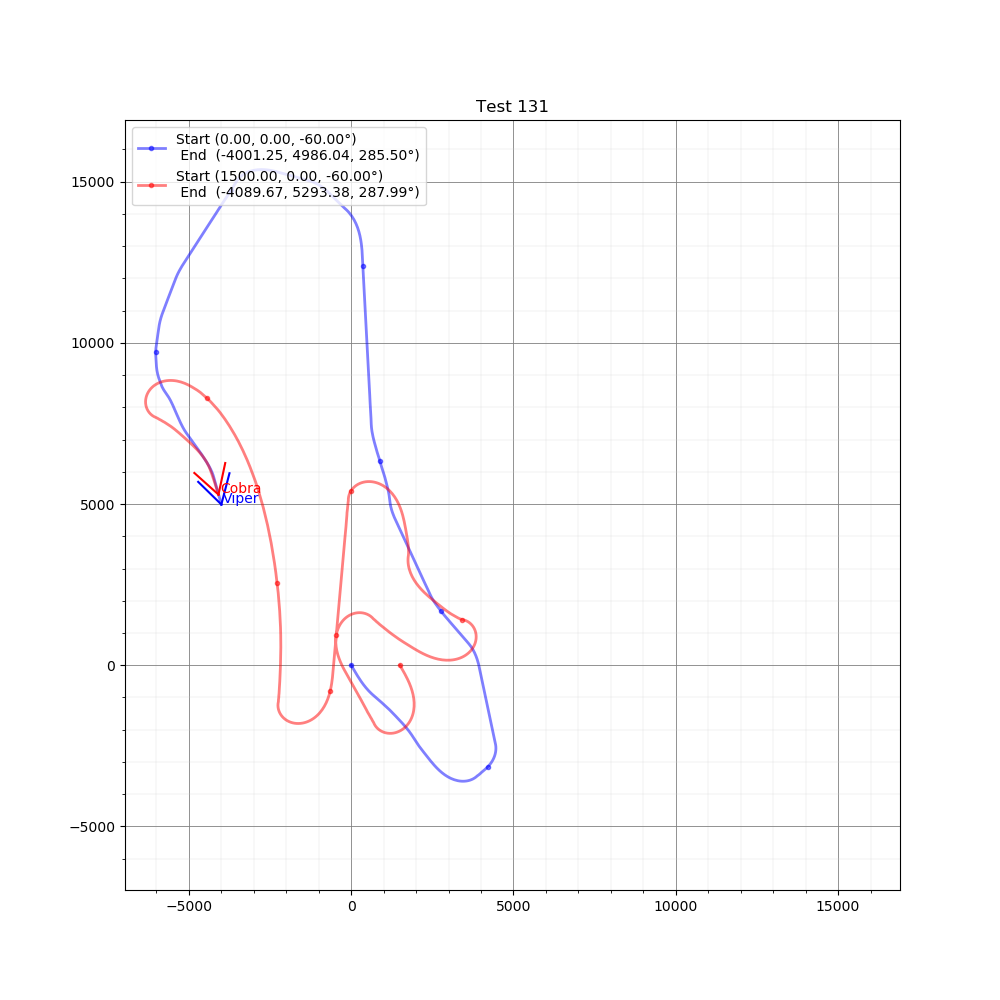 Test 131
Start (0.00, 0.00, -60.00°)
End (-4001.25, 4986.04, 285.50°)
Start (1500.00, 0.00, -60.00°)
End (-4089.67, 5293.38, 287.99°)
15000
10000
5000
0
−5000
Cobra
Viper
−5000
0
5000
10000
15000